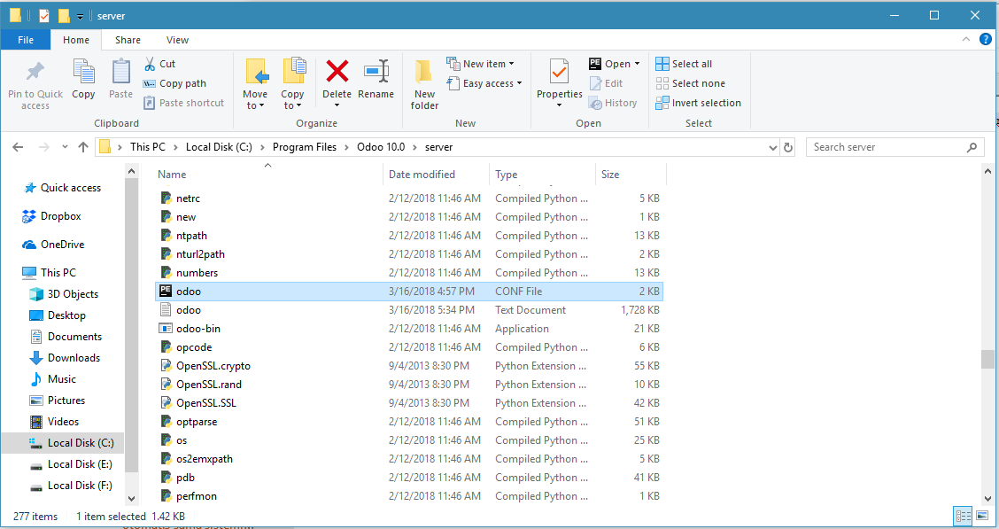 server
File Home Share View
Pin to Quick access
Copy
Paste
Cut
Copy path
Paste shortcut
Clipboard
Move to
Copy to
Delete
Rename
Organize
New folder
New item
Easy access
New
Properties
Open
Edit
History
Open
Select all
Select none
Invert selection
Select
This PC > Local Disk (C:) > Program Files > Odoo 10.0 > server
Search server
Quick access
Dropbox
OneDrive
This PC
3D Objects
Desktop
Documents
Downloads
Music
Pictures
Videos
Local Disk (C:)
Local Disk (E:)
Local Disk (F:)
Name Date modified Type Size
netrc 2/12/2018 11:46 AM Compiled Python ... 5 KB
new 2/12/2018 11:46 AM Compiled Python ... 1 KB
ntpath 2/12/2018 11:46 AM Compiled Python ... 13 KB
nturl2path 2/12/2018 11:46 AM Compiled Python ... 2 KB
numbers 2/12/2018 11:46 AM Compiled Python ... 13 KB
PE odoo 3/16/2018 4:57 PM CONF File 2 KB
odoo 3/16/2018 5:34 PM Text Document 1,728 KB
odoo-bin 2/12/2018 11:46 AM Application 21 KB
opcode 2/12/2018 11:46 AM Compiled Python ... 6 KB
OpenSSL.crypto 9/4/2013 8:30 PM Python Extension ... 55 KB
OpenSSL.rand 9/4/2013 8:30 PM Python Extension ... 10 KB
OpenSSL.SSL 9/4/2013 8:30 PM Python Extension ... 42 KB
optparse 2/12/2018 11:46 AM Compiled Python ... 51 KB
os 2/12/2018 11:46 AM Compiled Python ... 25 KB
os2emxpath 2/12/2018 11:46 AM Compiled Python ... 5 KB
pdb 2/12/2018 11:46 AM Compiled Python ... 41 KB
perfmon 2/12/2018 11:46 AM Compiled Python ... 1 KB
277 items 1 item selected 1.42 KB